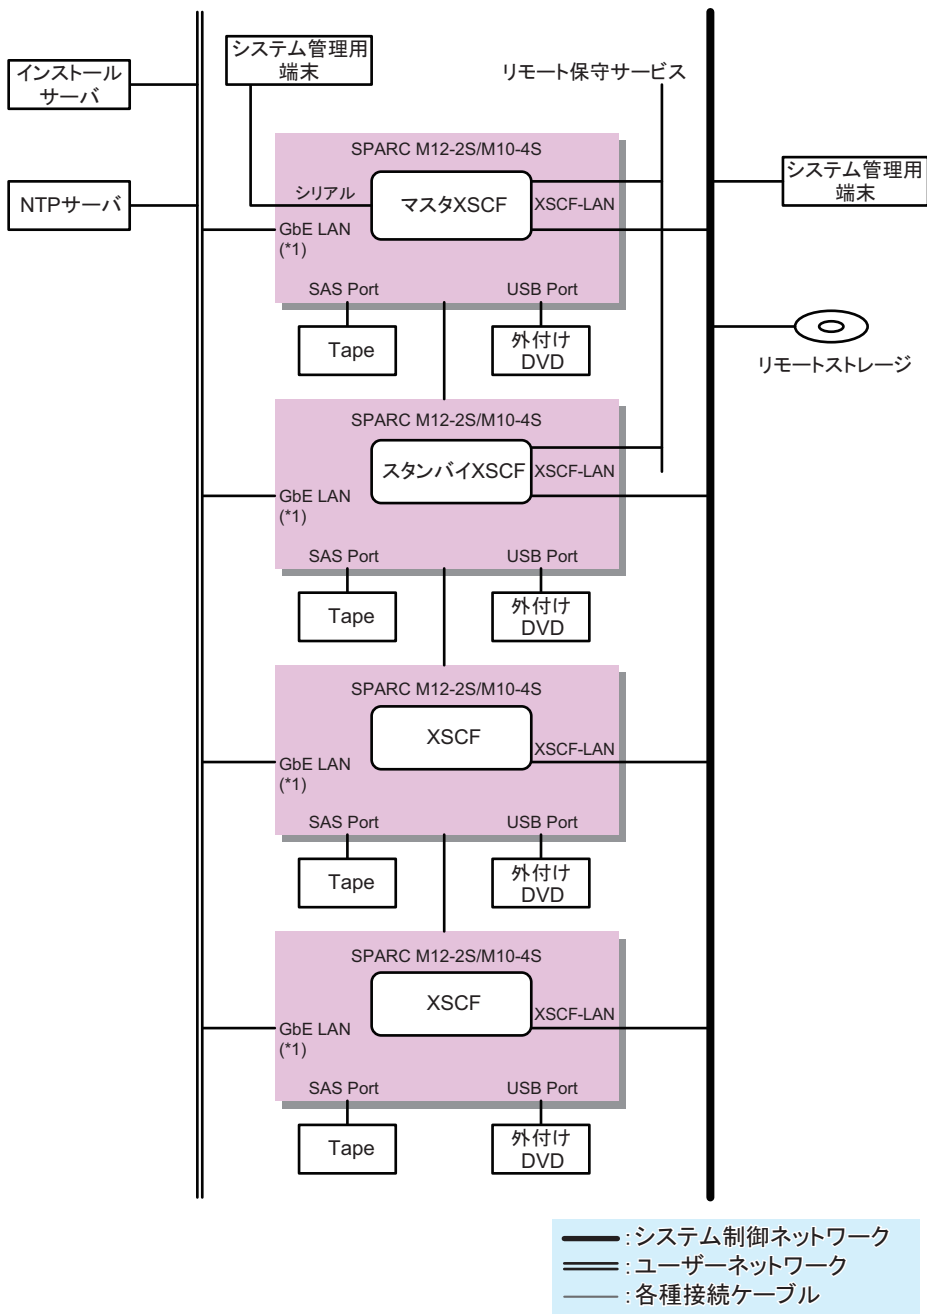 システム管理用
端末
インストール
サーバ
リモート保守サービス
SPARC M12-2S/M10-4S
システム管理用
端末
NTPサーバ
シリアル
マスタXSCF
XSCF-LAN
GbE LAN
(*1)
SAS Port
USB Port
Tape
外付け
DVD
リモートストレージ
SPARC M12-2S/M10-4S
スタンバイXSCF
XSCF-LAN
GbE LAN
(*1)
SAS Port
USB Port
Tape
外付け
DVD
SPARC M12-2S/M10-4S
XSCF
XSCF-LAN
GbE LAN
(*1)
SAS Port
USB Port
Tape
外付け
DVD
SPARC M12-2S/M10-4S
XSCF
XSCF-LAN
GbE LAN
(*1)
SAS Port
USB Port
Tape
外付け
DVD
:システム制御ネットワーク
:ユーザーネットワーク
:各種接続ケーブル